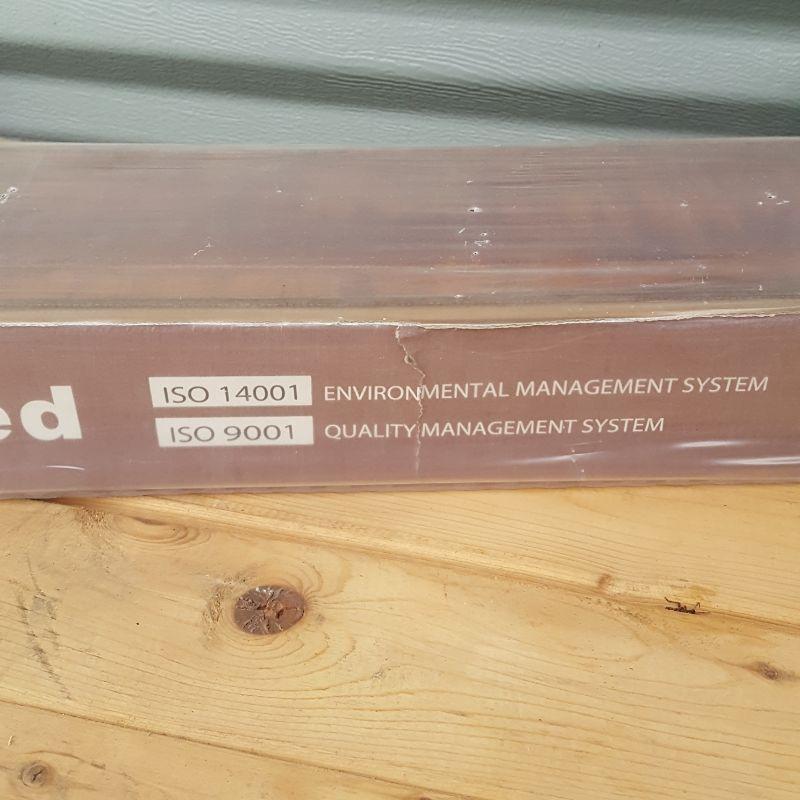 ed
ISO 14001 ENVIRONMENTAL MANAGEMENT SYSTEM
ISO 9001 QUALITY MANAGEMENT SYSTEM